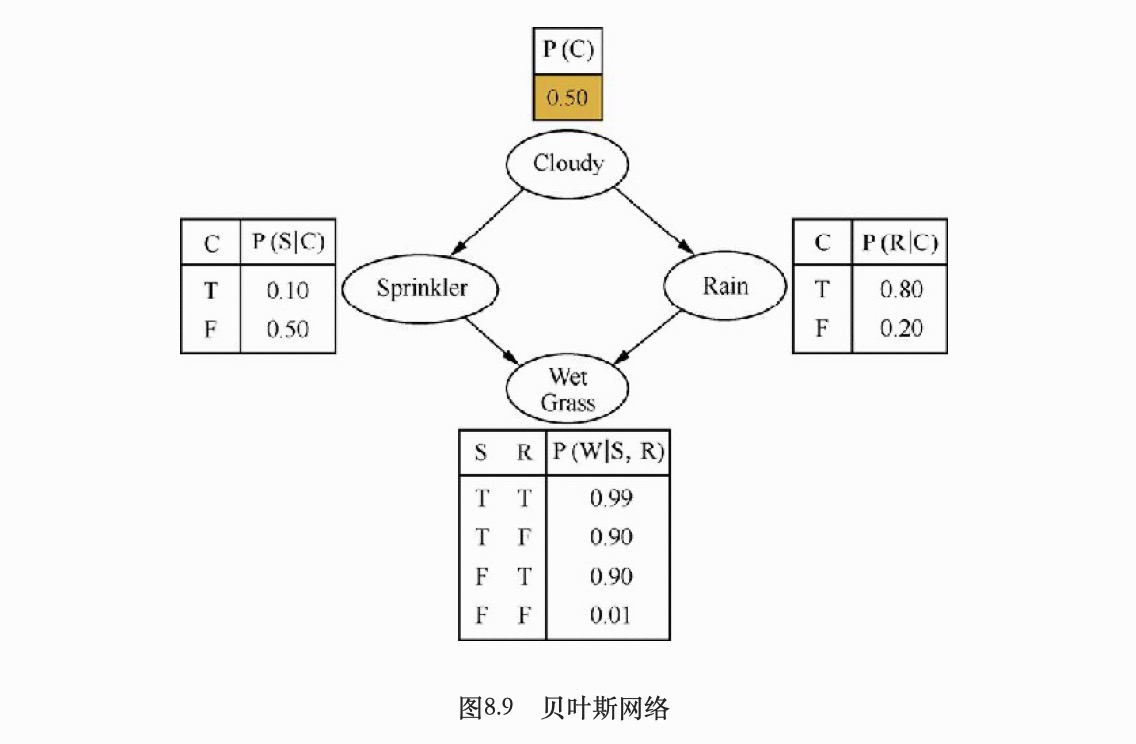 P (C)
0.50
Cloudy
C P (S|C)
T 0.10
F 0.50
Sprinkler
Rain
C P (R|C)
T 0.80
F 0.20
Wet
Grass
S R P (W|S, R)
T T 0.99
T F 0.90
F T 0.90
F F 0.01
图8.9 贝叶斯网络